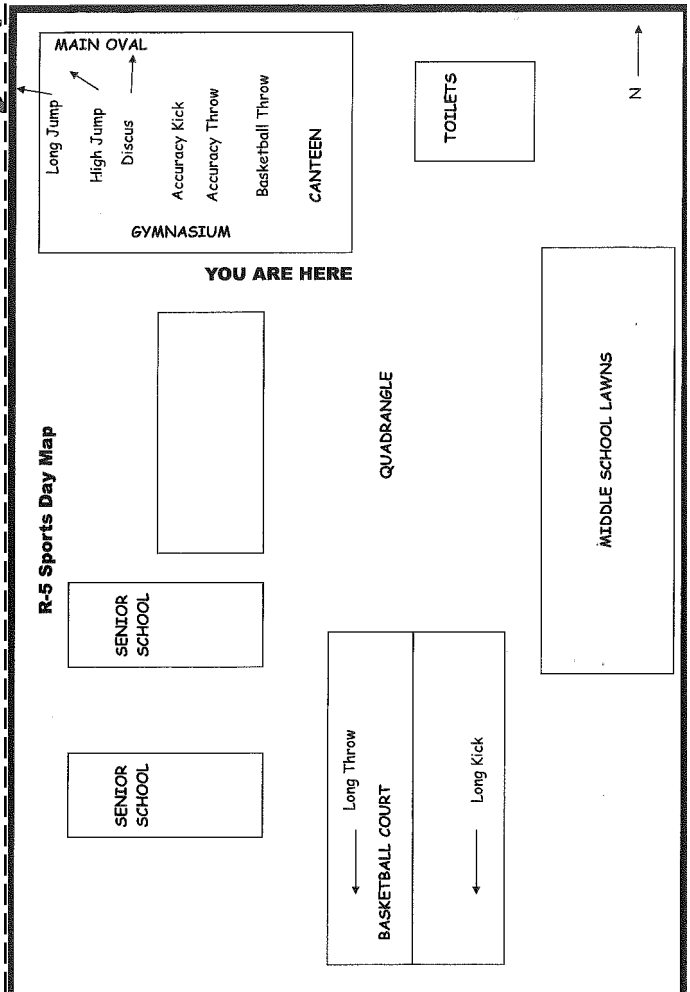 R-5 Sports Day Map
MAIN OVAL
Long Jump
High Jump
Discus
Accuracy Kick
Accuracy Throw
Basketball Throw
CANTEEN
GYMNASIUM
YOU ARE HERE
TOILETS
N
QUADRANGLE
MIDDLE SCHOOL LAWNS
SENIOR
SCHOOL
SENIOR
SCHOOL
Long Throw
BASKETBALL COURT
Long Kick